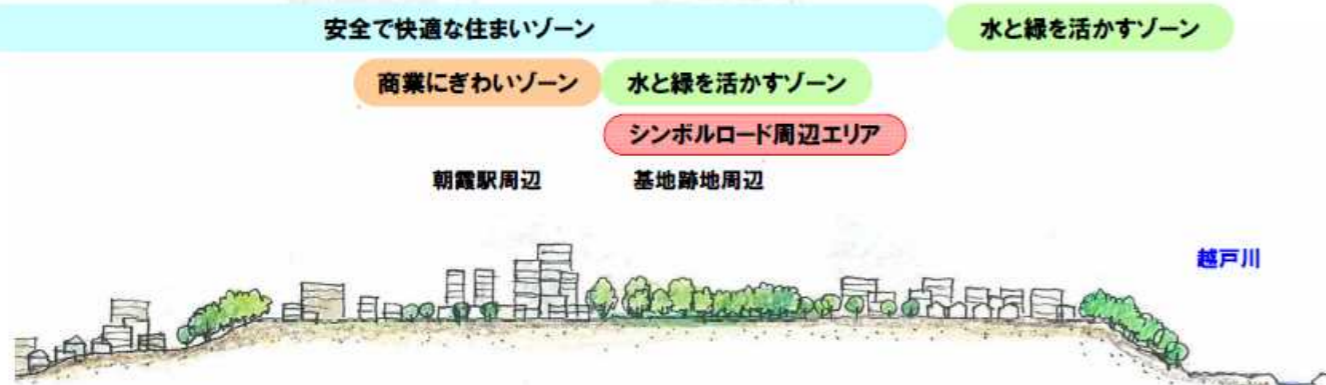 安全で快適な住まいゾーン
水と緑を活かすゾーン
商業にぎわいゾーン
水と緑を活かすゾーン
シンボルロード周辺エリア
朝霞駅周辺
基地跡地周辺
越戸川